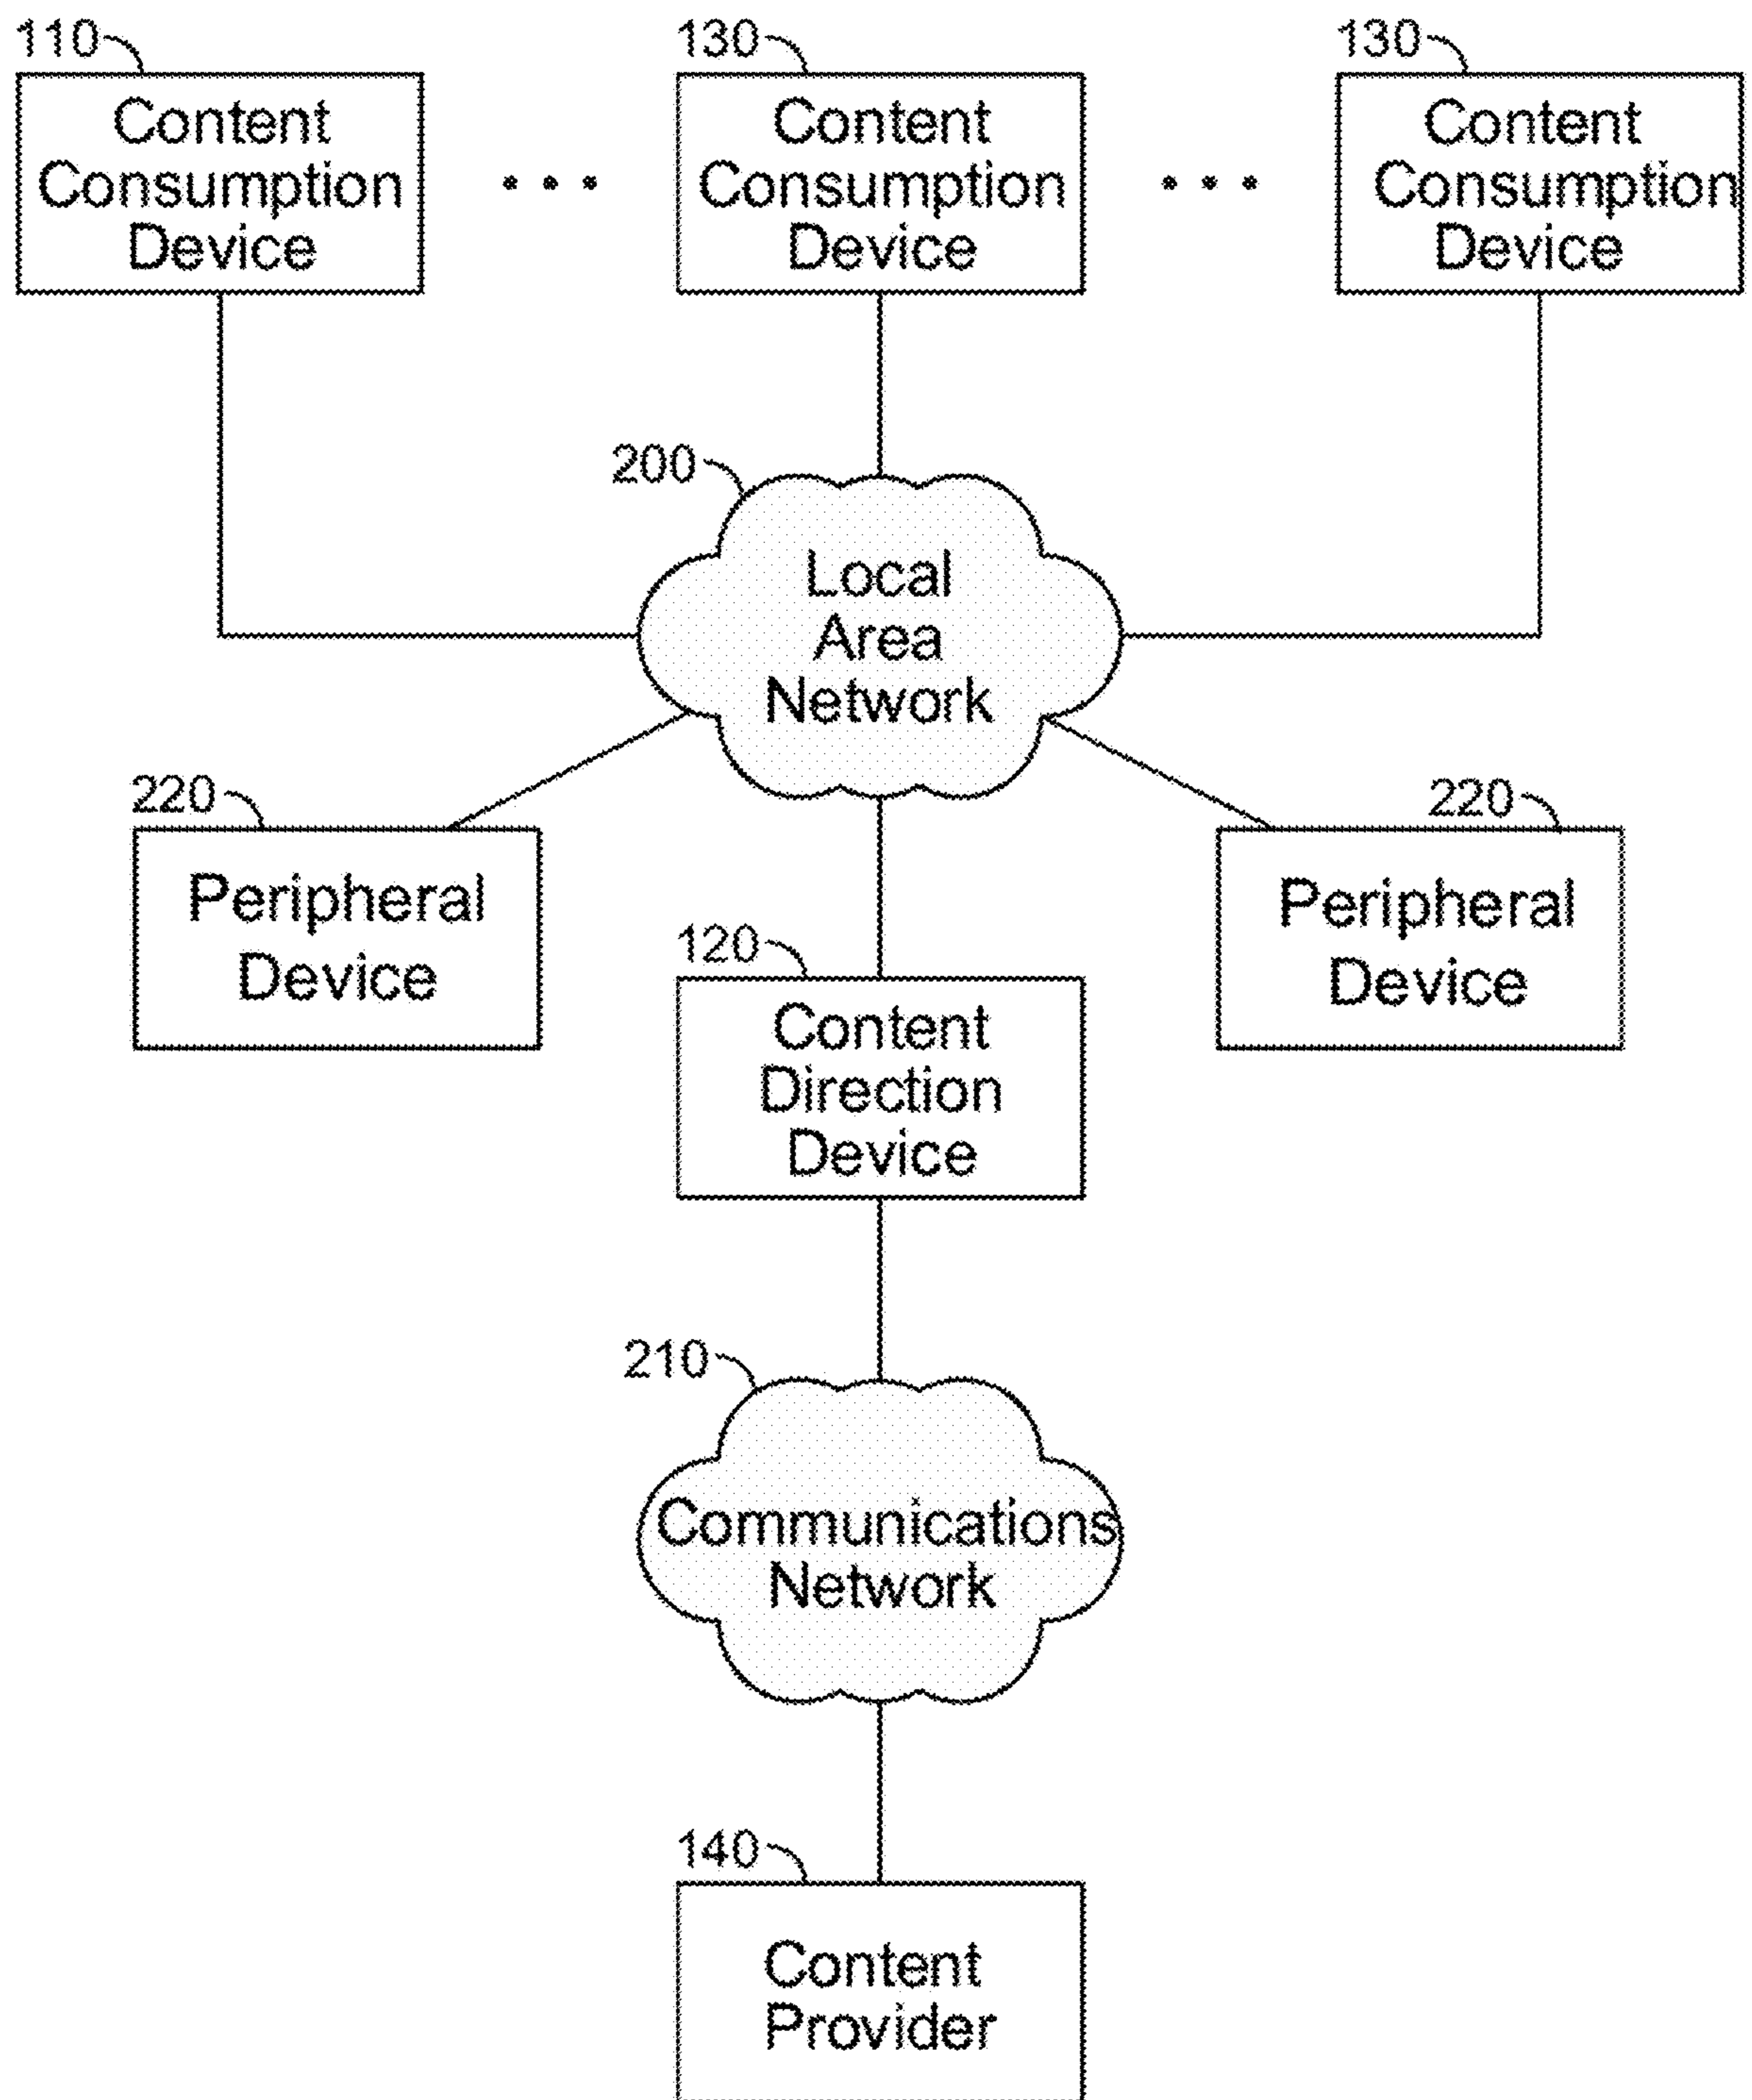 110
130
130
Content
Consumption
Device
Content
Consumption
Device
Content
Consumption
Device
200
Local
Area
Network
220
Peripheral
Device
220
Peripheral
Device
120
Content
Direction
Device
210
Communications
Network
140
Content
Provider